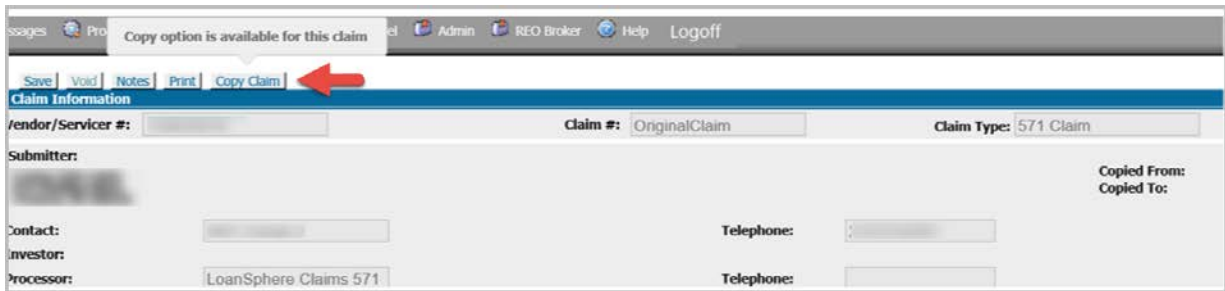 ssages Pro el Admin REO Broker Help Logoff
Copy option is available for this claim
Save Void Notes Print Copy Claim
Claim Information
Vendor/Servicer #: Claim #: OriginalClaim Claim Type: 571 Claim
Submitter:
Copied From:
Copied To:
Contact: Telephone:
Investor:
Processor: LoanSphere Claims 571 Telephone: